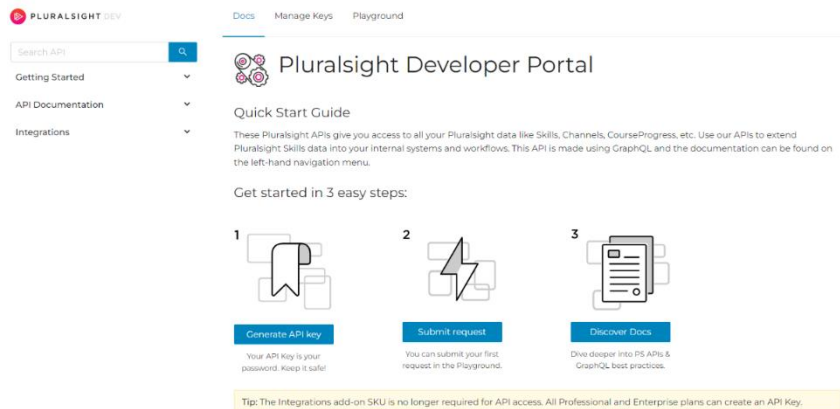 PLURALSIGHT DEV
Docs Manage Keys Playground
Search API
Getting Started
API Documentation
Integrations
Pluralsight Developer Portal
Quick Start Guide
These Pluralsight APIs give you access to all your Pluralsight data like Skills, Channels, CourseProgress, etc. Use our APIs to extend
Pluralsight Skills data into your internal systems and workflows. This API is made using GraphQL and the documentation can be found on
the left-hand navigation menu.
Get started in 3 easy steps:
1
2
3
Generate API key
Submit request
Discover Docs
Your API Key is your
password. Keep it safe!
You can submit your first
request in the Playground.
Dive deeper into PS APIs &
GraphQL best practices.
Tip: The Integrations add-on SKU is no longer required for API access. All Professional and Enterprise plans can create an API Key.